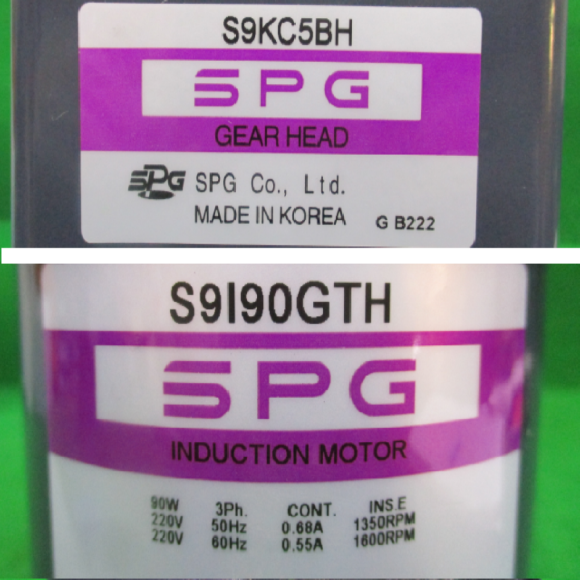 S9KC5BH
SPG
GEAR HEAD
SPG SPG Co., Ltd.
MADE IN KOREA G B222
S9I90GTH
SPG
INDUCTION MOTOR
90W 3Ph. CONT. INS.E
220V 50Hz 0.68A 1350RPM
220V 60Hz 0.55A 1600RPM